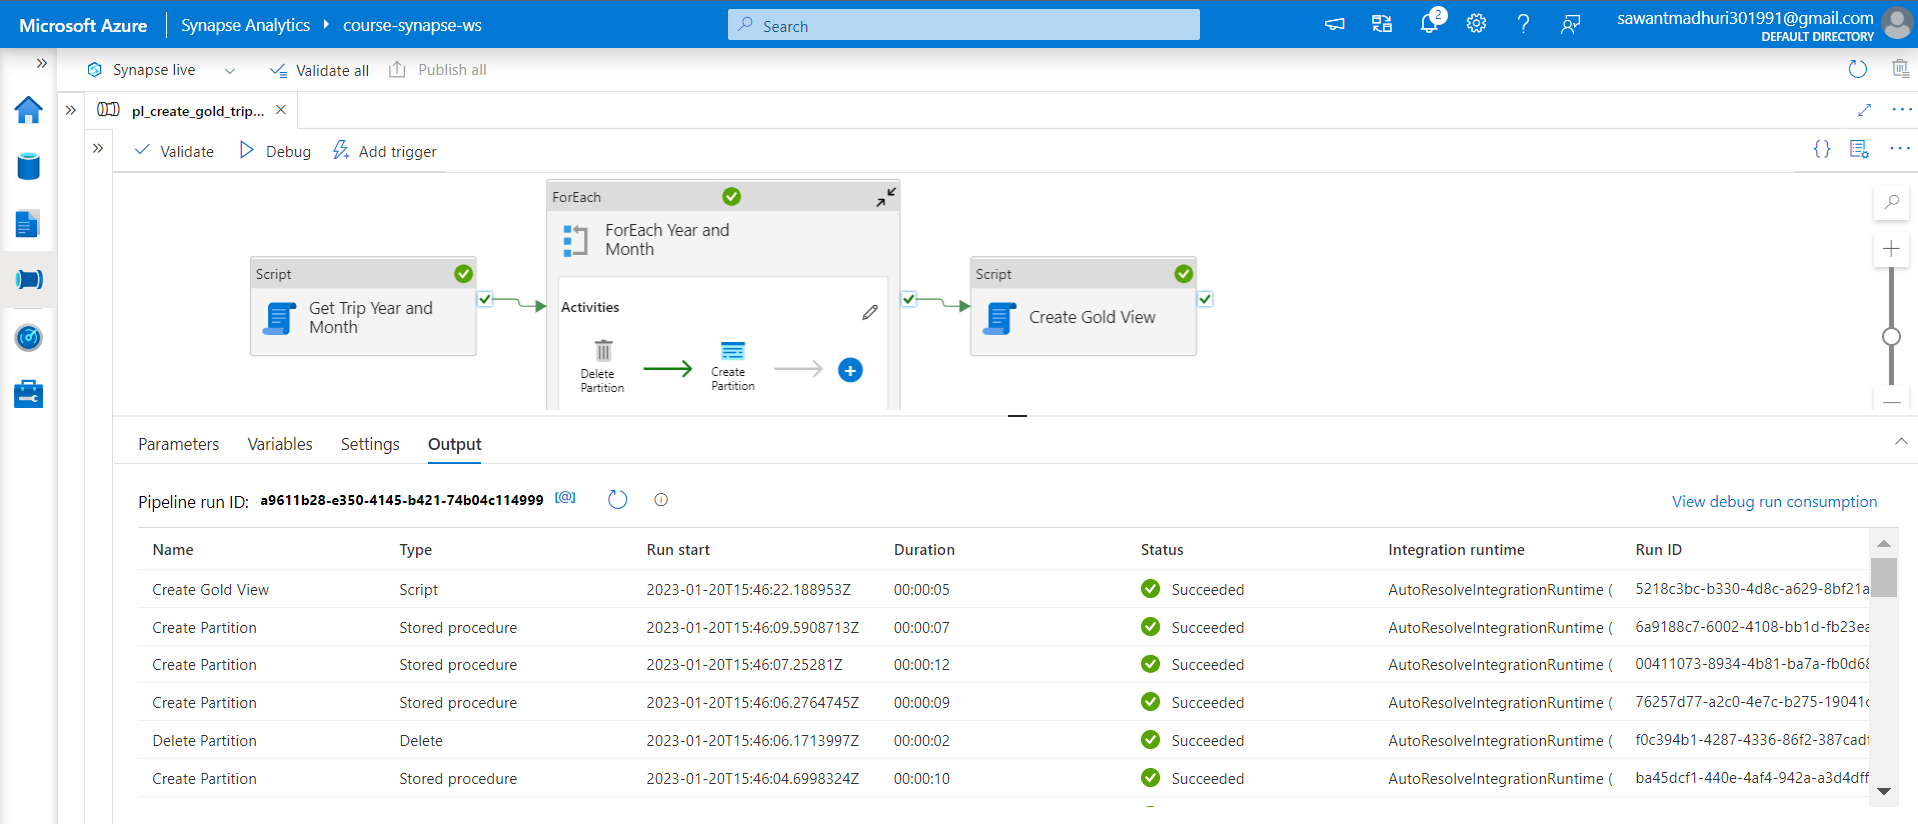 Microsoft Azure
Synapse Analytics
course-synapse-ws
Search
2
sawantmadhuri301991@gmail.com
DEFAULT DIRECTORY
Synapse live
Validate all
Publish all
pl_create_gold_trip...
Validate
Debug
Add trigger
ForEach
ForEach Year and
Month
Script
Get Trip Year and
Month
Activities
Delete
Partition
Create
Partition
Script
Create Gold View
Parameters
Variables
Settings
Output
Pipeline run ID: a9611b28-e350-4145-b421-74b04c114999
View debug run consumption
Name Type Run start Duration Status Integration runtime Run ID
Create Gold View Script 2023-01-20T15:46:22.188953Z 00:00:05 Succeeded AutoResolveIntegrationRuntime ( 5218c3bc-b330-4d8c-a629-8bf21a
Create Partition Stored procedure 2023-01-20T15:46:09.5908713Z 00:00:07 Succeeded AutoResolveIntegrationRuntime ( 6a9188c7-6002-4108-bb1d-fb23ea
Create Partition Stored procedure 2023-01-20T15:46:07.25281Z 00:00:12 Succeeded AutoResolveIntegrationRuntime ( 00411073-8934-4b81-ba7a-fb0d68
Create Partition Stored procedure 2023-01-20T15:46:06.2764745Z 00:00:09 Succeeded AutoResolveIntegrationRuntime ( 76257d77-a2c0-4e7c-b275-19041c
Delete Partition Delete 2023-01-20T15:46:06.1713997Z 00:00:02 Succeeded AutoResolveIntegrationRuntime ( f0c394b1-4287-4336-86f2-387cadf
Create Partition Stored procedure 2023-01-20T15:46:04.6998324Z 00:00:10 Succeeded AutoResolveIntegrationRuntime ( ba45dcf1-440e-4af4-942a-a3d4dff